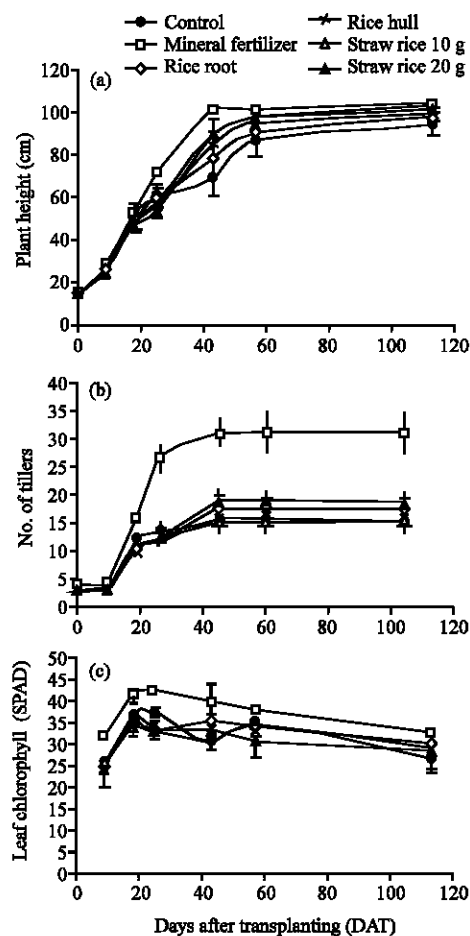 Control
Mineral fertilizer
Rice root
Rice hull
Straw rice 10 g
Straw rice 20 g
(a)
Plant height (cm)
120
100
80
60
40
20
0
0 20 40 60 80 100 120
(b)
No. of tillers
40
35
30
25
20
15
10
5
0
0 20 40 60 80 100 120
(c)
Leaf chlorophyll (SPAD)
50
45
40
35
30
25
20
15
10
5
0
0 20 40 60 80 100 120
Days after transplanting (DAT)